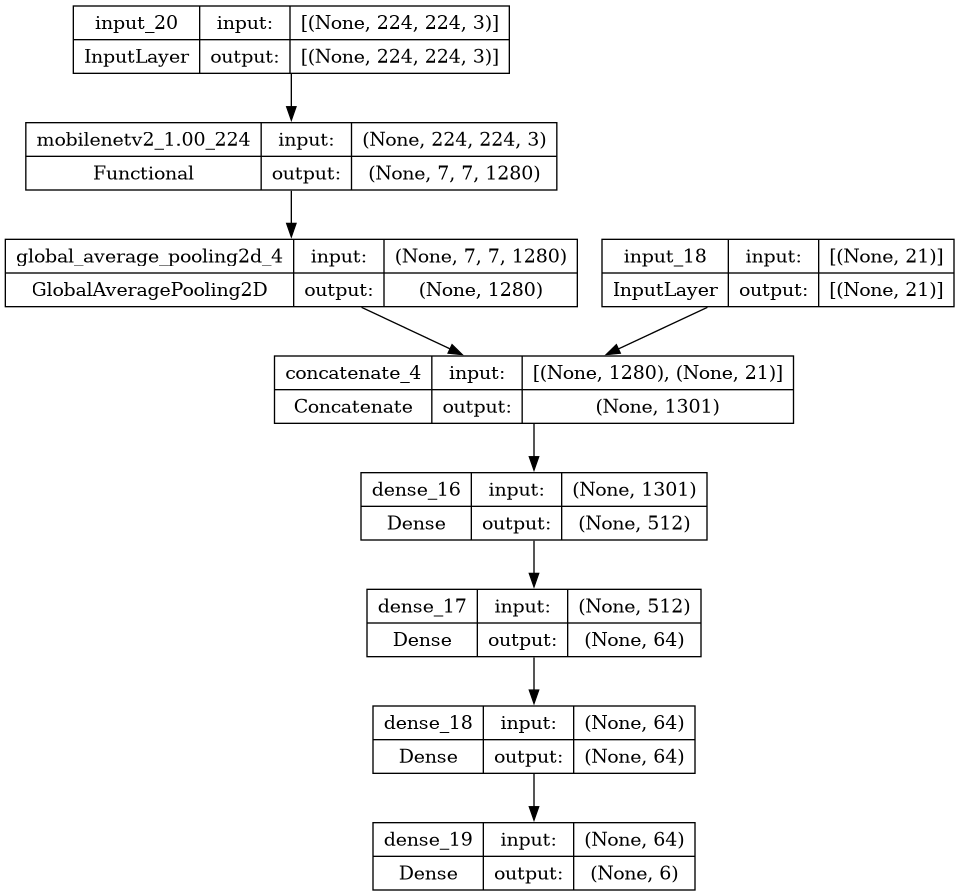 input_20 input: [(None, 224, 224, 3)]
InputLayer output: [(None, 224, 224, 3)]
mobilenetv2_1.00_224 input: (None, 224, 224, 3)
Functional output: (None, 7, 7, 1280)
global_average_pooling2d_4 input: (None, 7, 7, 1280)
GlobalAveragePooling2D output: (None, 1280)
input_18 input: [(None, 21)]
InputLayer output: [(None, 21)]
concatenate_4 input: [(None, 1280), (None, 21)]
Concatenate output: (None, 1301)
dense_16 input: (None, 1301)
Dense output: (None, 512)
dense_17 input: (None, 512)
Dense output: (None, 64)
dense_18 input: (None, 64)
Dense output: (None, 64)
dense_19 input: (None, 64)
Dense output: (None, 6)